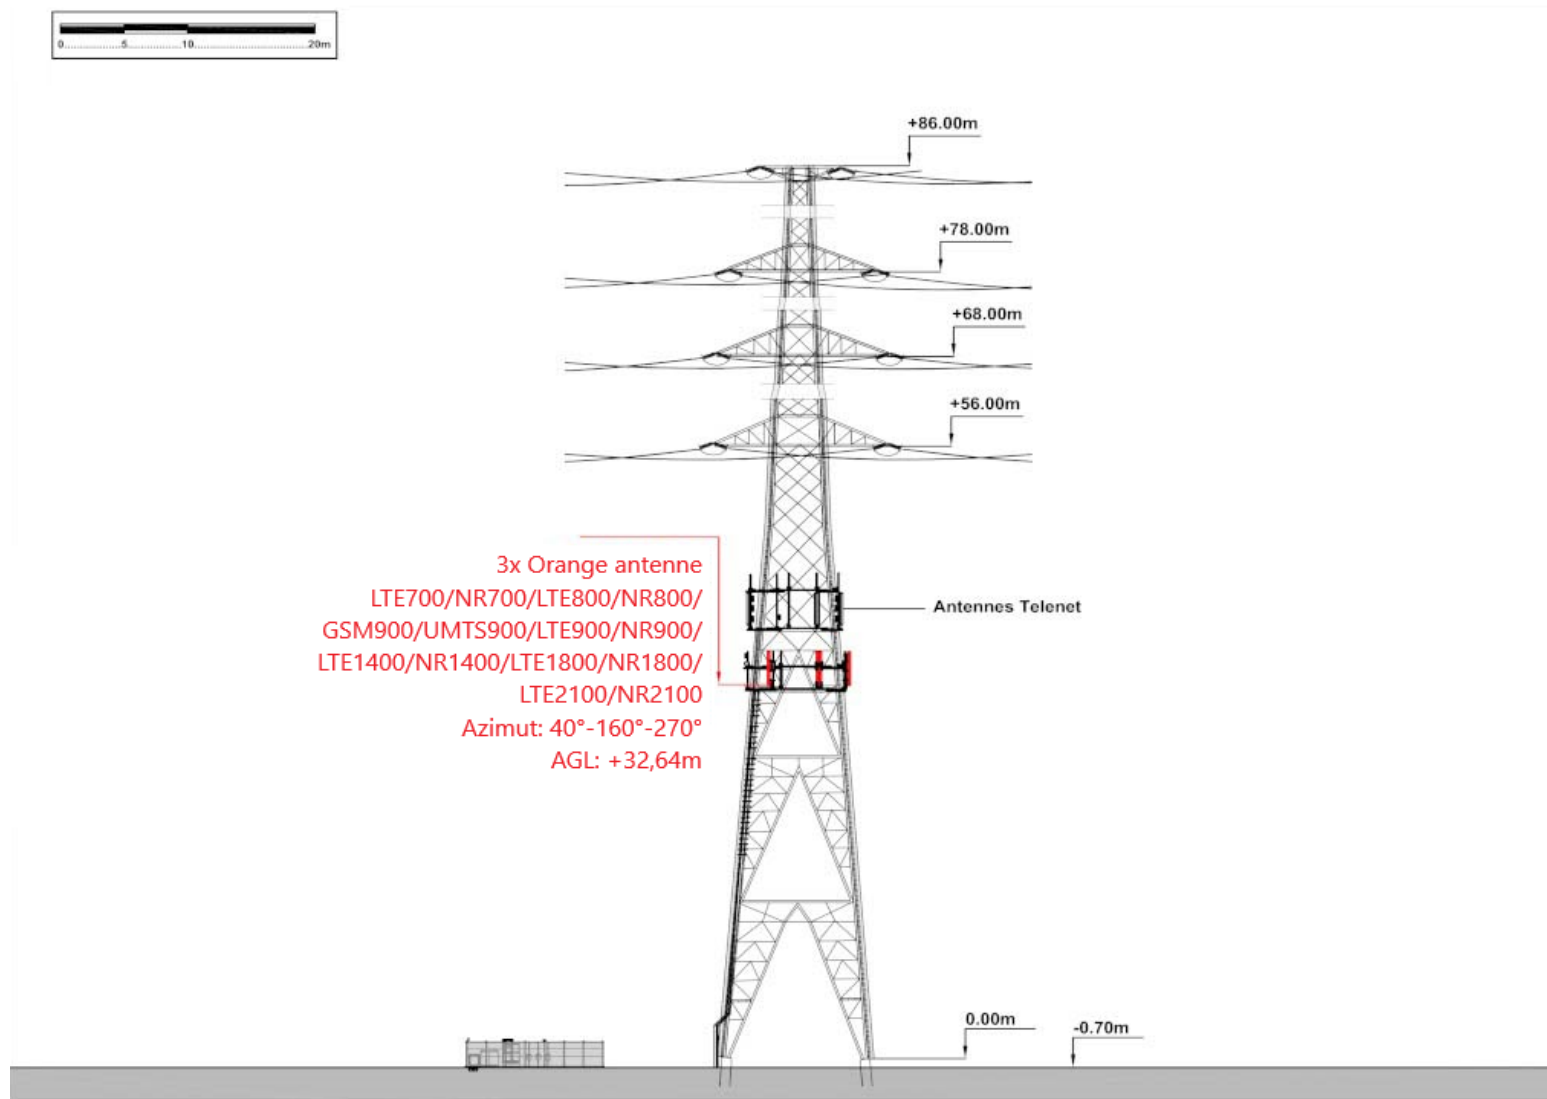 0.....................5....................10........................................20m
+86.00m
+78.00m
+68.00m
+56.00m
3x Orange antenne
LTE700/NR700/LTE800/NR800/
GSM900/UMTS900/LTE900/NR900/
LTE1400/NR1400/LTE1800/NR1800/
LTE2100/NR2100
Azimut: 40°-160°-270°
AGL: +32,64m
Antennes Telenet
0.00m
-0.70m